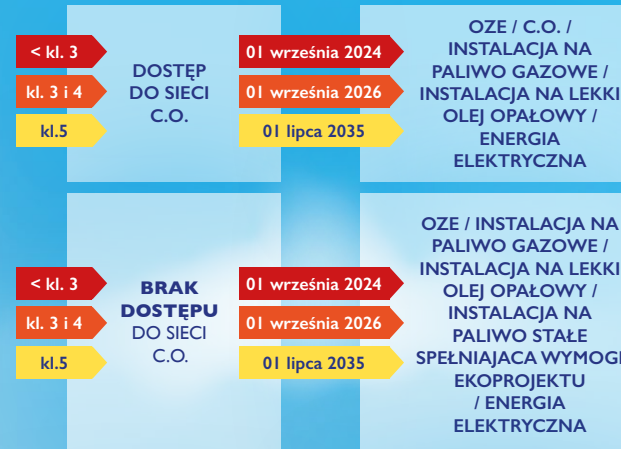 < kl. 3
kl. 3 i 4
kl.5
DOSTĘP
DO SIECI
C.O.
01 września 2024
01 września 2026
01 lipca 2035
OZE / C.O. /
INSTALACJA NA
PALIWO GAZOWE /
INSTALACJA NA LEKKI
OLEJ OPAŁOWY /
ENERGIA
ELEKTRYCZNA
< kl. 3
kl. 3 i 4
kl.5
BRAK
DOSTĘPU
DO SIECI
C.O.
01 września 2024
01 września 2026
01 lipca 2035
OZE / INSTALACJA NA
PALIWO GAZOWE /
INSTALACJA NA LEKKI
OLEJ OPAŁOWY /
INSTALACJA NA
PALIWO STAŁE
SPEŁNIAJACA WYMOGI
EKOPROJEKTU
/ ENERGIA
ELEKTRYCZNA